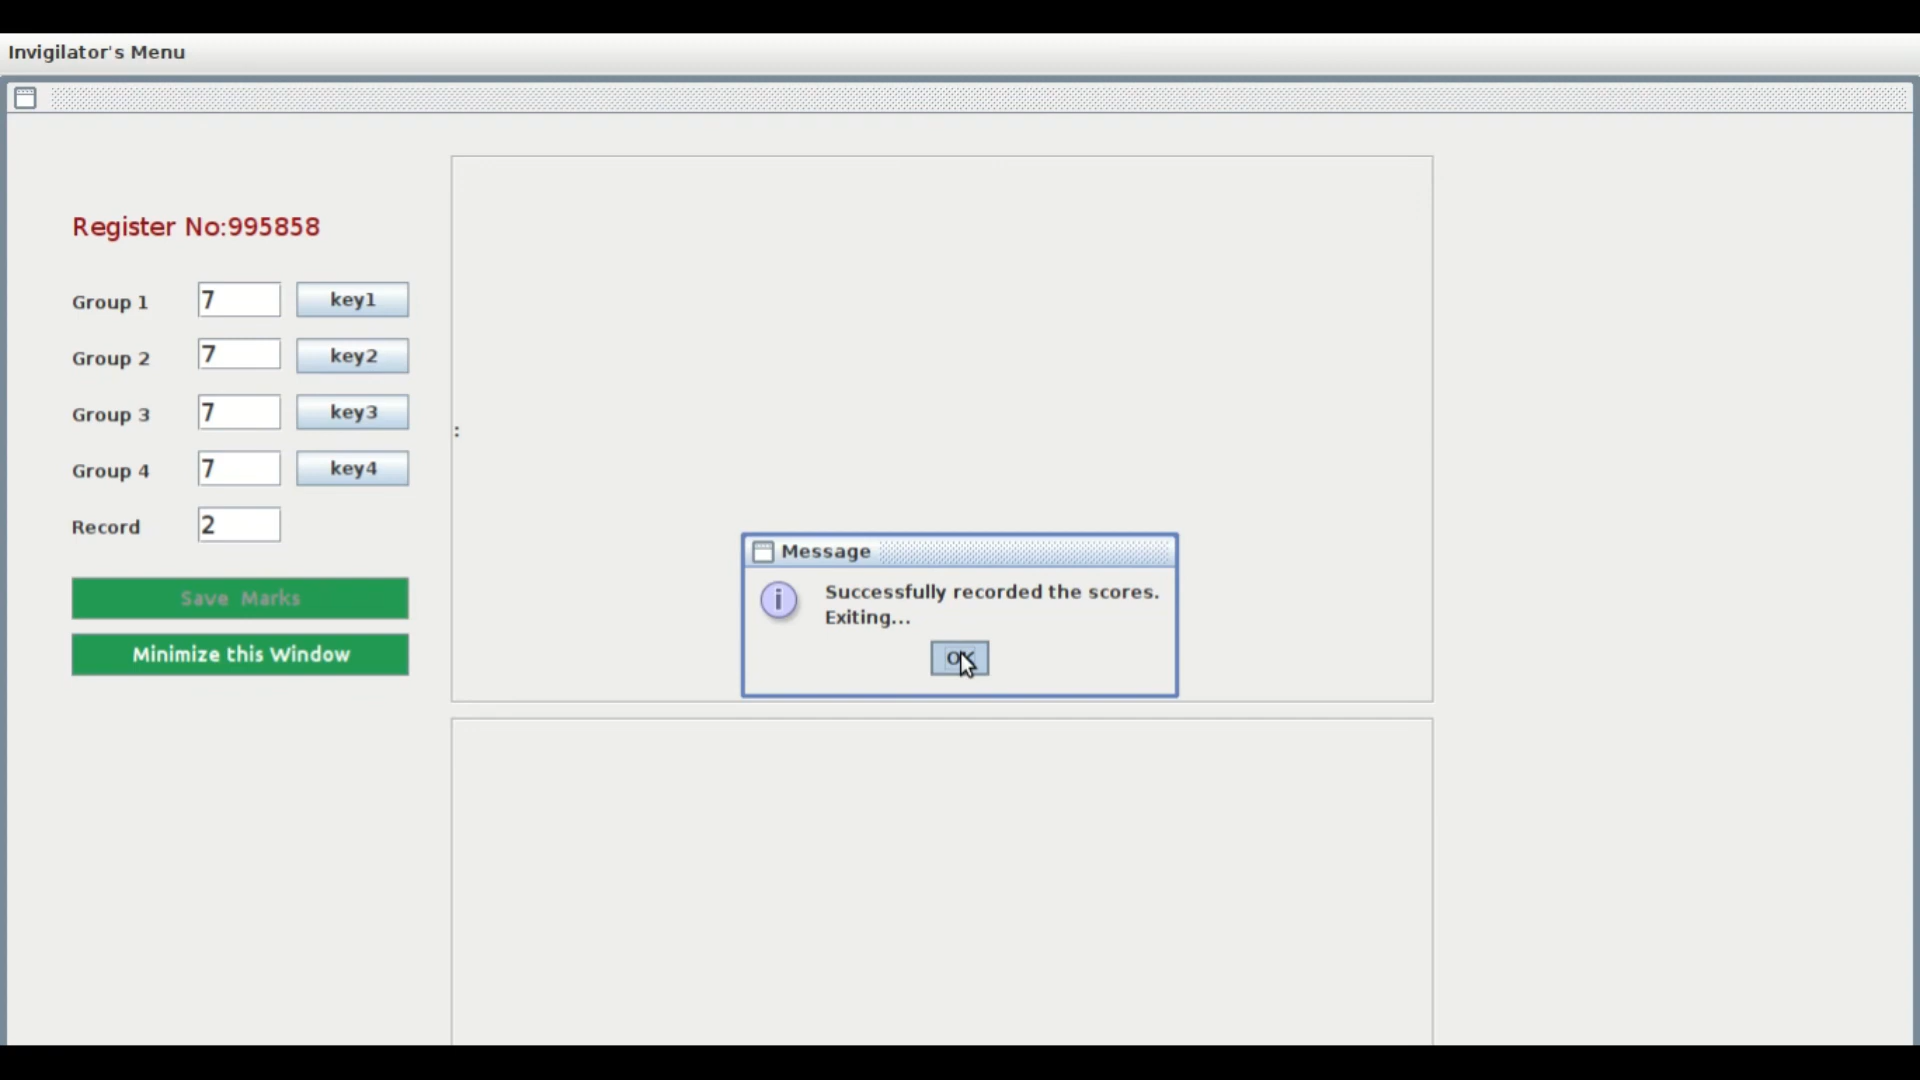 Invigilator's Menu
Register No:995858
Group 1 7 key1
Group 2 7 key2
Group 3 7 key3
Group 4 7 key4
Record 2
Save Marks
Minimize this Window
:
Message
Successfully recorded the scores.
Exiting...
OK